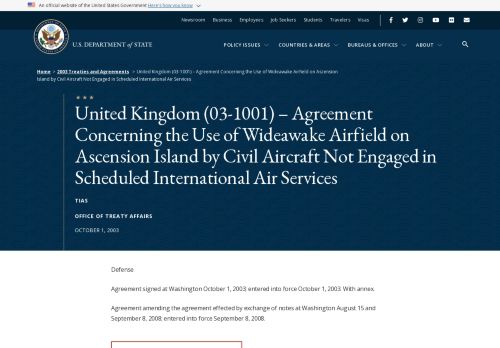 An official website of the United States Government Here's how you know
Newsroom Business Employers Job Seekers Students Travelers Visas
U.S. DEPARTMENT of STATE
POLICY ISSUES COUNTRIES & AREAS BUREAUS & OFFICES ABOUT
Home > 2003 Treaties and Agreements > United Kingdom (03-1001) – Agreement Concerning the Use of Wideawake Airfield on Ascension
Island by Civil Aircraft Not Engaged in Scheduled International Air Services
United Kingdom (03-1001) – Agreement
Concerning the Use of Wideawake Airfield on
Ascension Island by Civil Aircraft Not Engaged in
Scheduled International Air Services
TIAS
OFFICE OF TREATY AFFAIRS
OCTOBER 1, 2003
Defense
Agreement signed at Washington October 1, 2003; entered into force October 1, 2003. With annex.
Agreement amending the agreement effected by exchange of notes at Washington August 15 and
September 8, 2008; entered into force September 8, 2008.